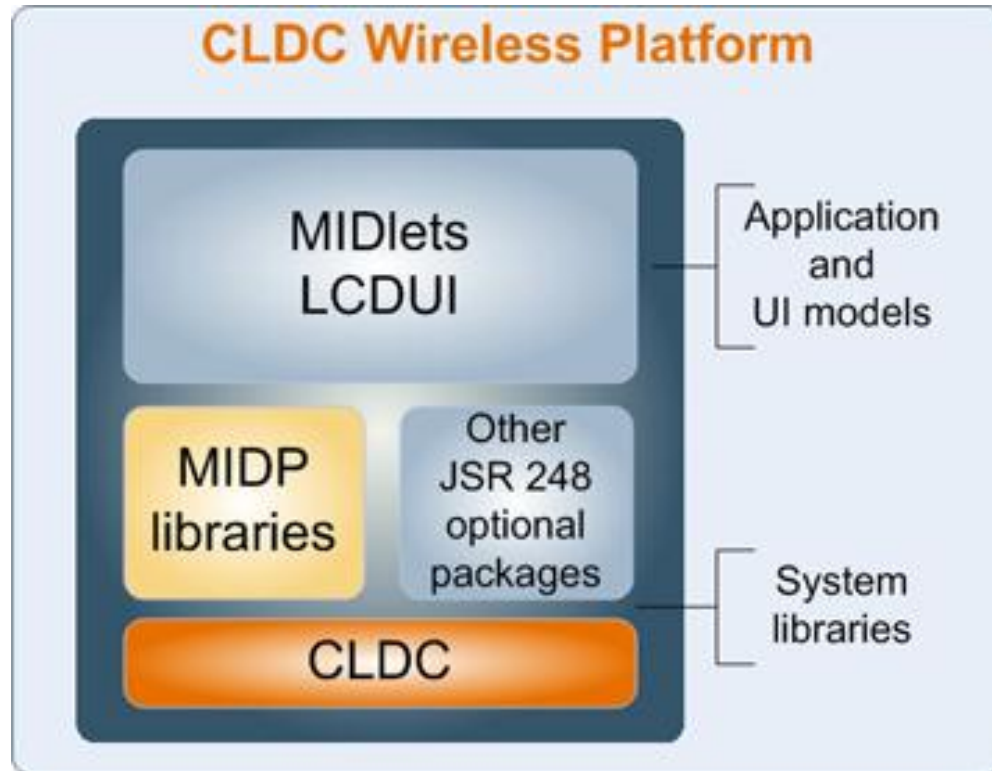 CLDC Wireless Platform
MIDlets
LCDUI
Application
and
UI models
MIDP
libraries
Other
JSR 248
optional
packages
System
libraries
CLDC